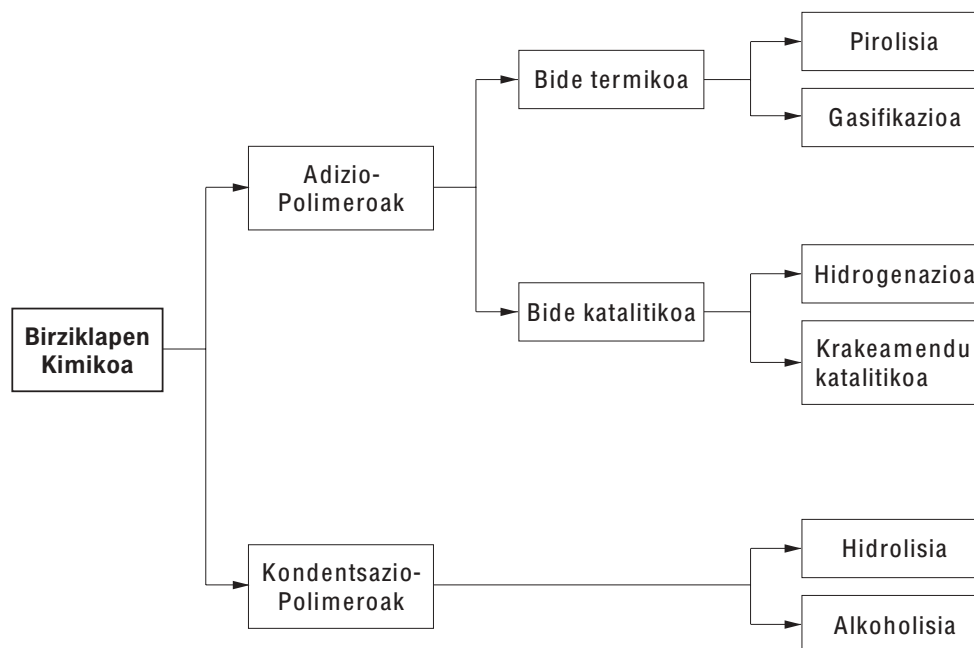 Pirolisia
Bide termikoa
Gasifikazioa
Adizio-
Polimeroak
Hidrogenazioa
Bide katalitikoa
Birziklapen
Kimikoa
Krakeamendu
katalitikoa
Hidrolisia
Kondentsazio-
Polimeroak
Alkoholisia